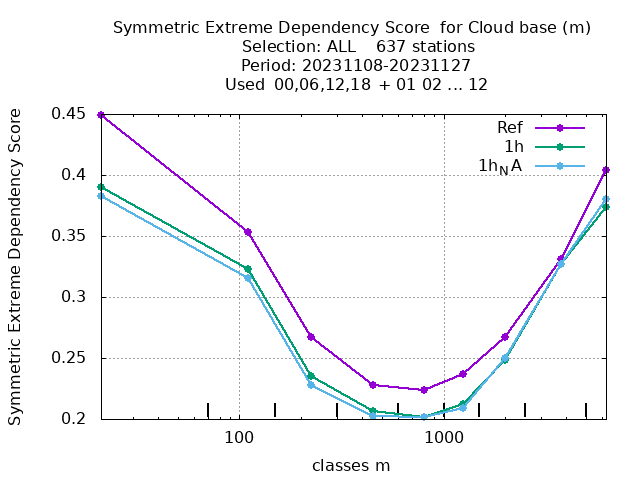 Symmetric Extreme Dependency Score  for Cloud base (m)
Selection: ALL    637 stations
Period: 20231108-20231127
Used  00,06,12,18  + 01 02 ... 12
Symmetric Extreme Dependency Score
0.45
0.4
0.35
0.3
0.25
0.2
Ref
1h
1h_NA
100
1000
classes m